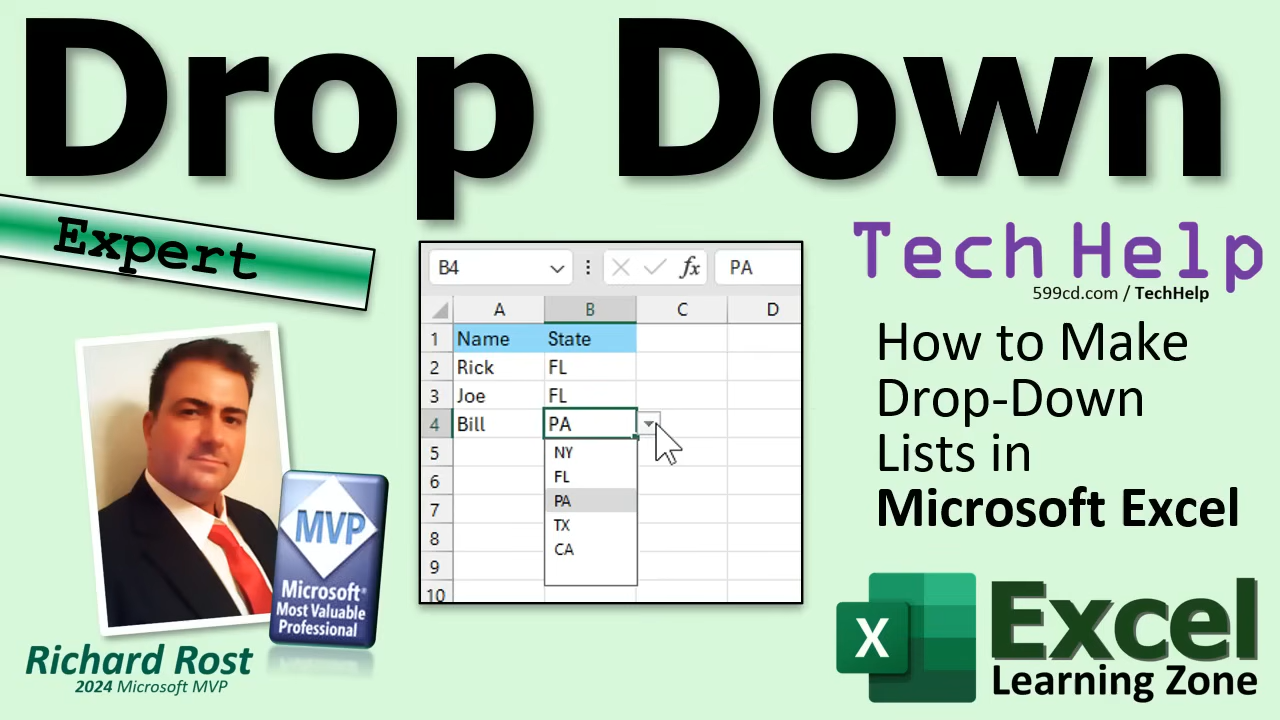 Drop Down
Expert
Tech Help
599cd.com / TechHelp
B4 fx PA
A B C D
1 Name State
2 Rick FL
3 Joe FL
4 Bill PA
5 NY
6 FL
7 PA
8 TX
9 CA
10
How to Make
Drop-Down
Lists in
Microsoft Excel
MVP
Microsoft®
Most Valuable
Professional
Richard Rost
2024 Microsoft MVP
X
Excel
Learning Zone